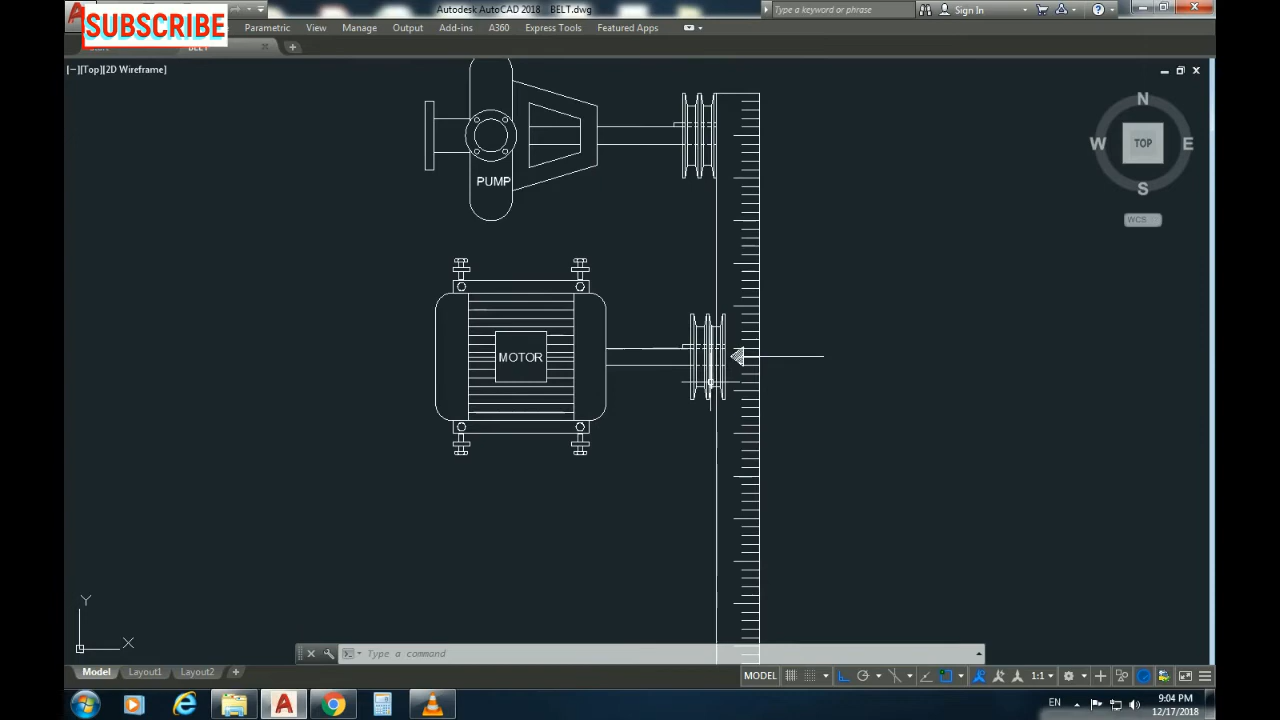 Autodesk AutoCAD 2018   BELT.dwg
Type a keyword or phrase
Sign In
SUBSCRIBE
Parametric View Manage Output Add-ins A360 Express Tools Featured Apps
BELT
[−][Top][2D Wireframe]
N
W TOP E
S
WCS
PUMP
MOTOR
Y
X
Type a command
Model Layout1 Layout2
MODEL
1:1
EN
9:04 PM
12/17/2018